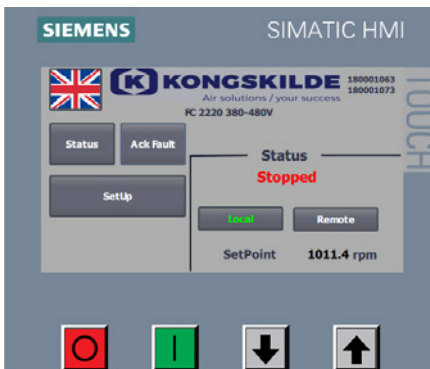 SIEMENS
SIMATIC HMI
TOUCH
K KONGSKILDE
Air solutions / your success
180001063
180001073
FC 2220 380-480V
Status
Ack Fault
SetUp
Status
Stopped
Local
Remote
SetPoint 1011.4 rpm